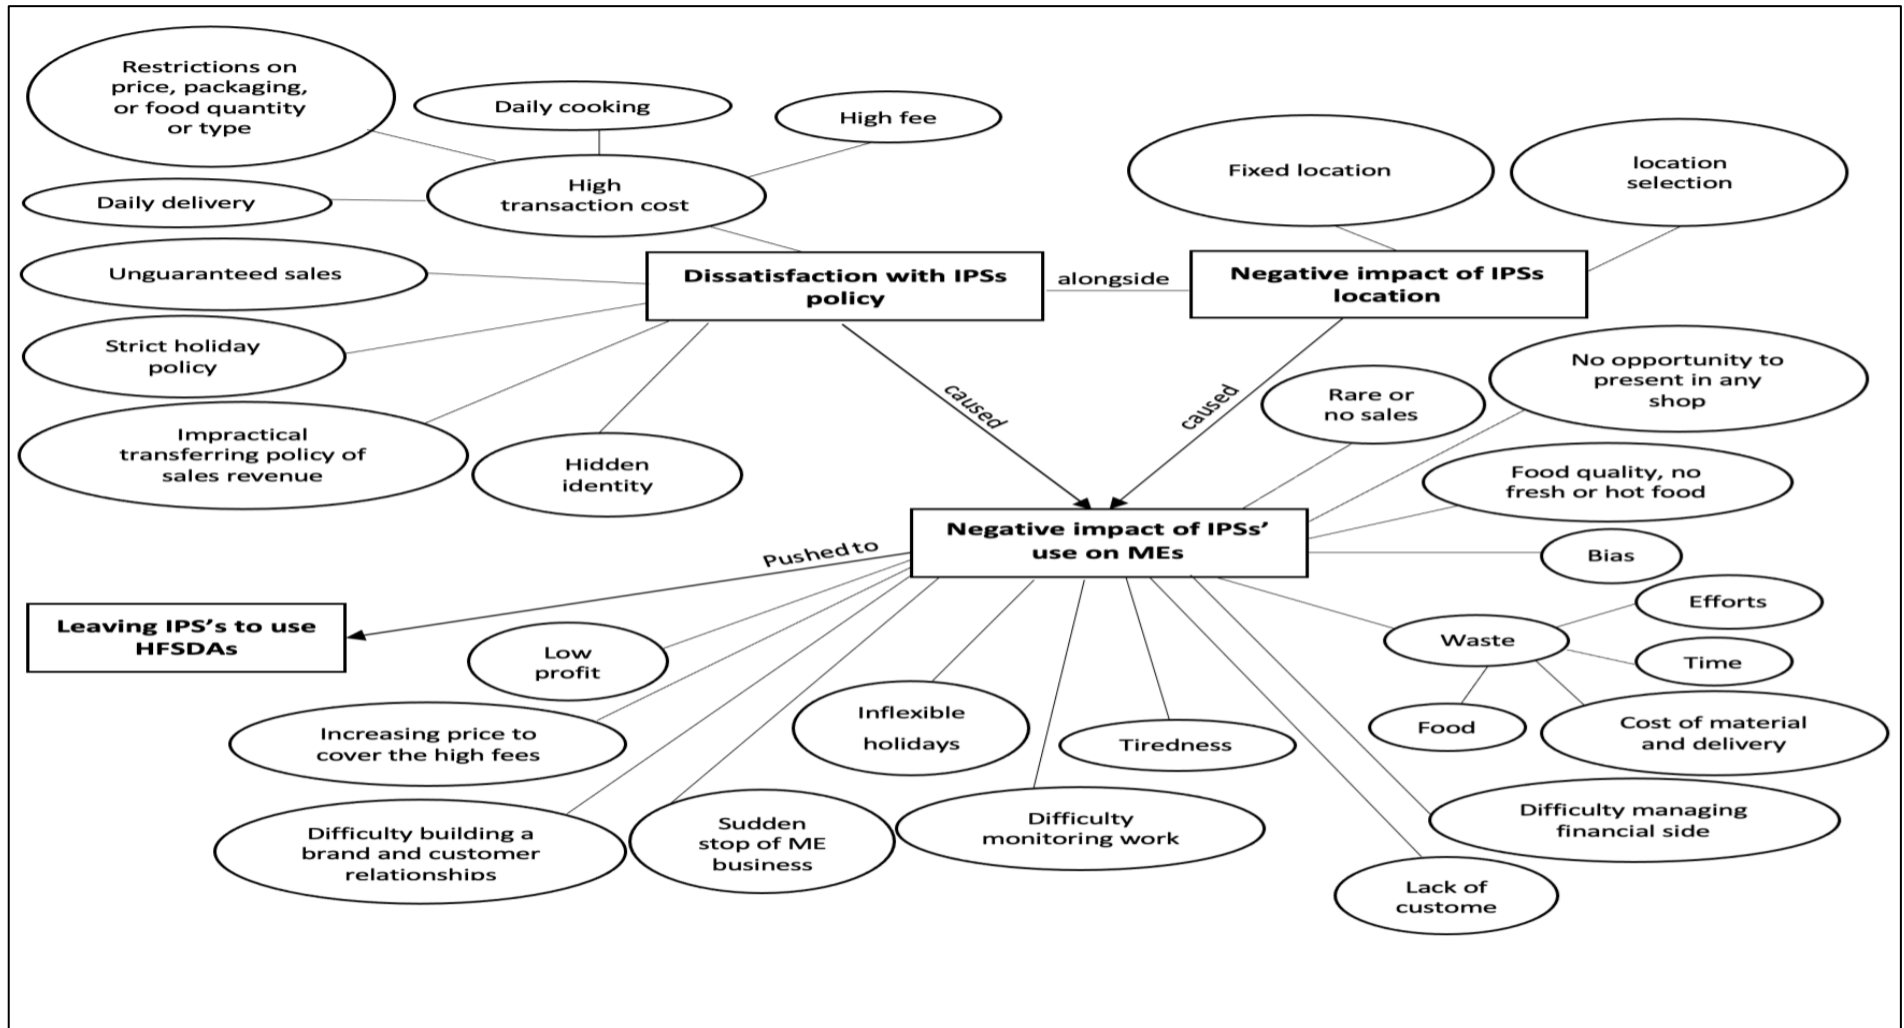 Restrictions on
price, packaging,
or food quantity
or type
Daily cooking
High fee
High
transaction cost
Daily delivery
Fixed location
location
selection
Unguaranteed sales
Dissatisfaction with IPSs
policy
alongside
Negative impact of IPSs
location
Strict holiday
policy
Impractical
transferring policy of
sales revenue
Hidden
identity
caused
caused
Rare or
no sales
No opportunity to
present in any
shop
Food quality, no
fresh or hot food
Negative impact of IPSs'
use on MEs
Bias
Pushed to
Leaving IPS's to use
HFSDAs
Efforts
Waste
Time
Food
Cost of material
and delivery
Low
profit
Increasing price to
cover the high fees
Inflexible
holidays
Tiredness
Difficulty building a
brand and customer
relationships
Sudden
stop of ME
business
Difficulty
monitoring work
Difficulty managing
financial side
Lack of
custome